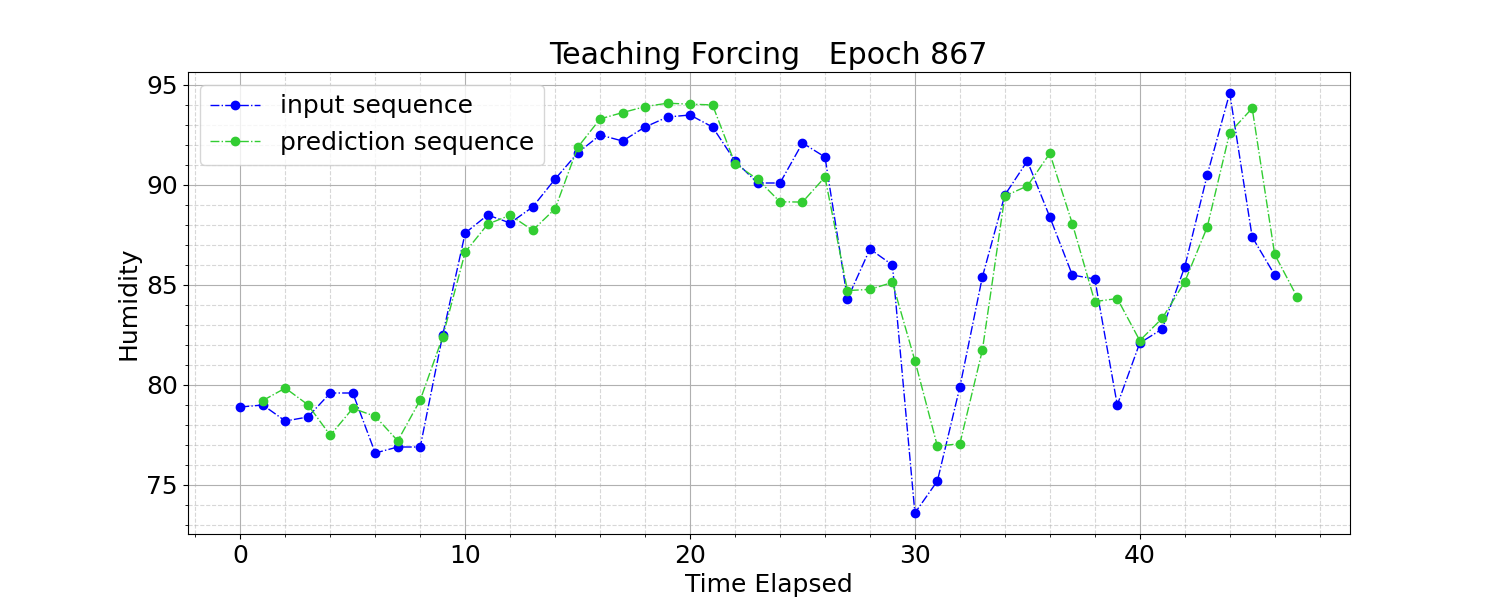 Teaching Forcing   Epoch 867
input sequence
prediction sequence
95
90
85
80
75
Humidity
0 10 20 30 40
Time Elapsed